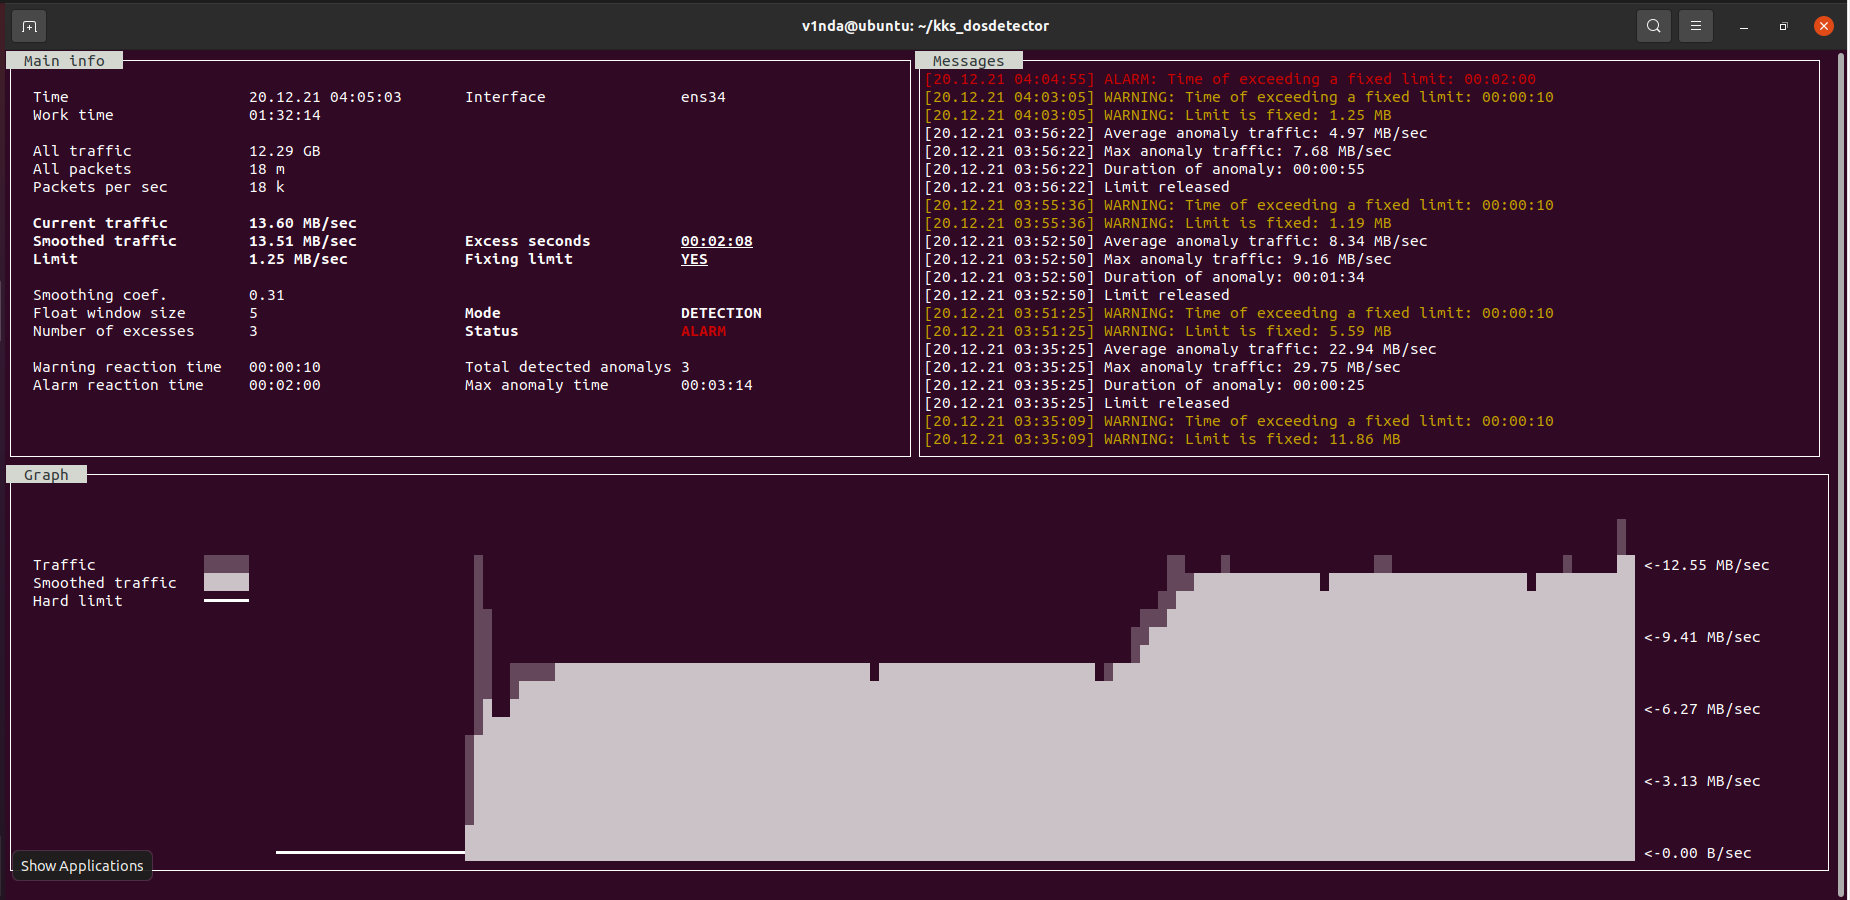 v1nda@ubuntu: ~/kks_dosdetector
Main info
Time 20.12.21 04:05:03 Interface ens34
Work time 01:32:14
All traffic 12.29 GB
All packets 18 m
Packets per sec 18 k
Current traffic 13.60 MB/sec
Smoothed traffic 13.51 MB/sec Excess seconds 00:02:08
Limit 1.25 MB/sec Fixing limit YES
Smoothing coef. 0.31
Float window size 5 Mode DETECTION
Number of excesses 3 Status ALARM
Warning reaction time 00:00:10 Total detected anomalys 3
Alarm reaction time 00:02:00 Max anomaly time 00:03:14
Messages
[20.12.21 04:04:55] ALARM: Time of exceeding a fixed limit: 00:02:00
[20.12.21 04:03:05] WARNING: Time of exceeding a fixed limit: 00:00:10
[20.12.21 04:03:05] WARNING: Limit is fixed: 1.25 MB
[20.12.21 03:56:22] Average anomaly traffic: 4.97 MB/sec
[20.12.21 03:56:22] Max anomaly traffic: 7.68 MB/sec
[20.12.21 03:56:22] Duration of anomaly: 00:00:55
[20.12.21 03:56:22] Limit released
[20.12.21 03:55:36] WARNING: Time of exceeding a fixed limit: 00:00:10
[20.12.21 03:55:36] WARNING: Limit is fixed: 1.19 MB
[20.12.21 03:52:50] Average anomaly traffic: 8.34 MB/sec
[20.12.21 03:52:50] Max anomaly traffic: 9.16 MB/sec
[20.12.21 03:52:50] Duration of anomaly: 00:01:34
[20.12.21 03:52:50] Limit released
[20.12.21 03:51:25] WARNING: Time of exceeding a fixed limit: 00:00:10
[20.12.21 03:51:25] WARNING: Limit is fixed: 5.59 MB
[20.12.21 03:35:25] Average anomaly traffic: 22.94 MB/sec
[20.12.21 03:35:25] Max anomaly traffic: 29.75 MB/sec
[20.12.21 03:35:25] Duration of anomaly: 00:00:25
[20.12.21 03:35:25] Limit released
[20.12.21 03:35:09] WARNING: Time of exceeding a fixed limit: 00:00:10
[20.12.21 03:35:09] WARNING: Limit is fixed: 11.86 MB
Graph
Traffic
Smoothed traffic
Hard limit
<-12.55 MB/sec
<-9.41 MB/sec
<-6.27 MB/sec
<-3.13 MB/sec
<-0.00 B/sec
Show Applications